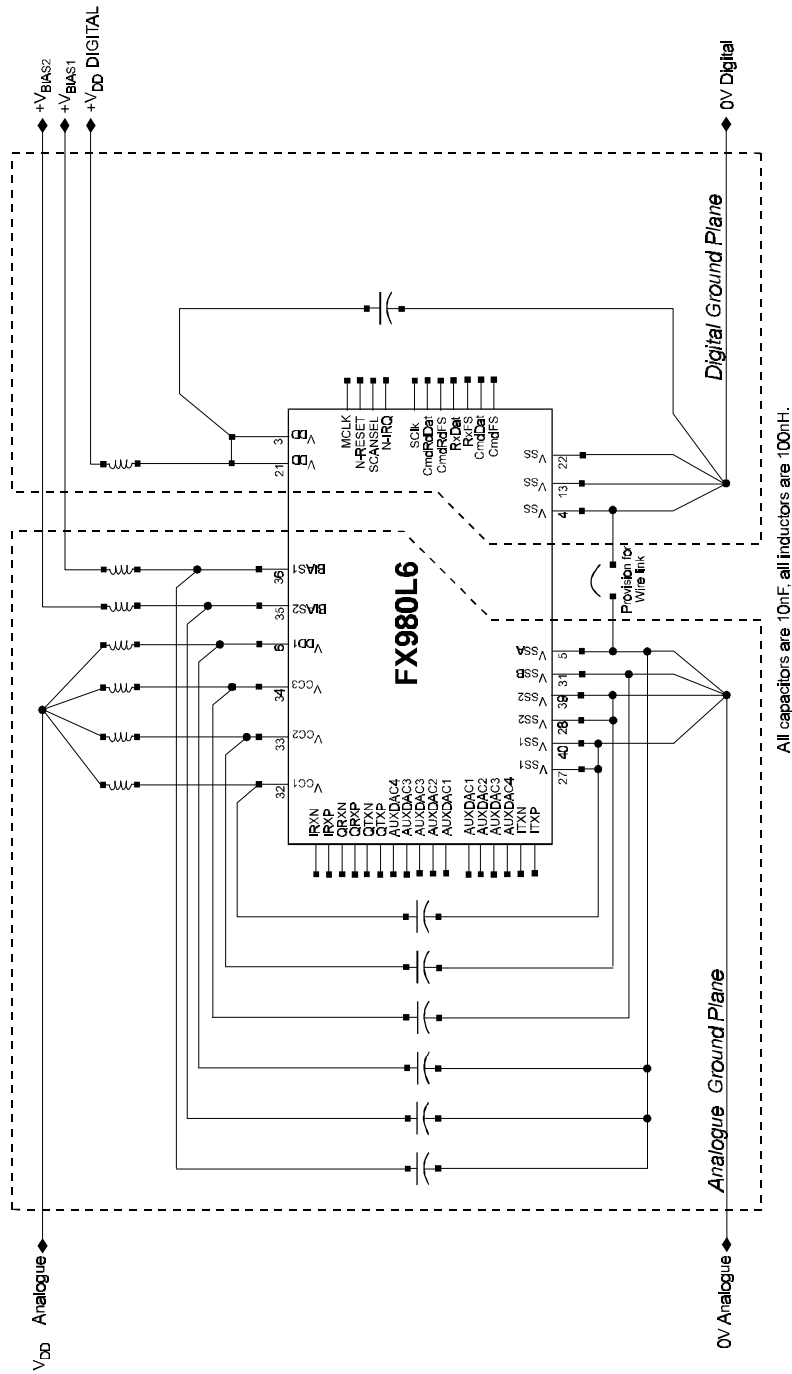 +VBIAS2
+VBIAS1
+VDD DIGITAL
0V Digital
Digital Ground Plane
3
VDD
21
VDD
MCLK
N-RESET
SCANSEL
N-IRQ
SClk
CmdRdDat
CmdRdFS
RxDat
RxFS
CmdDat
CmdFS
VSS
22
VSS
13
VSS
4
FX980L6
Provision for
Wire link
36
BIAS1
35
BIAS2
6
VDD1
34
VCC3
33
VCC2
32
VCC1
VSSA
5
VSSB
31
VSS2
39
VSS2
28
VSS1
40
VSS1
27
IRXN
IRXP
QRXN
QRXP
QTXN
QTXP
AUXDAC4
AUXDAC3
AUXDAC3
AUXDAC2
AUXDAC1
AUXDAC1
AUXDAC2
AUXDAC3
AUXDAC4
ITXN
ITXP
Analogue Ground Plane
VDD Analogue
0V Analogue
All capacitors are 10nF, all inductors are 100nH.